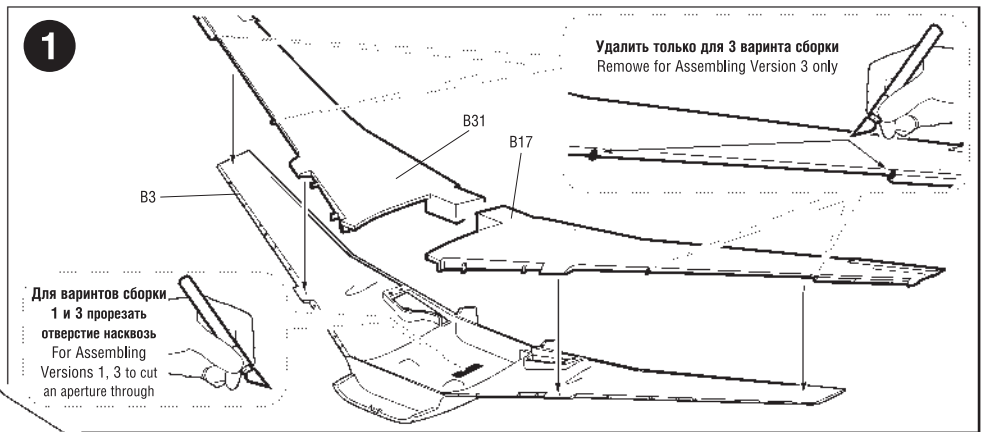 1
Удалить только для 3 варинта сборки
Remowe for Assembling Version 3 only
B31
B17
B3
Для варинтов сборки
1 и 3 прорезать
отверстие насквозь
For Assembling
Versions 1, 3 to cut
an aperture through